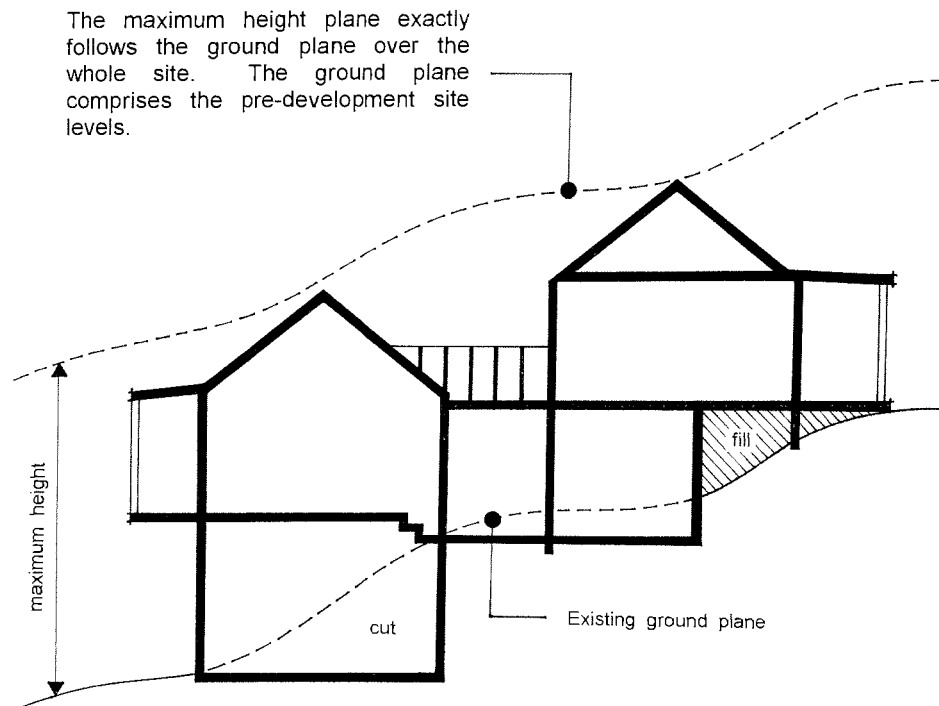 The maximum height plane exactly
follows the ground plane over the
whole site. The ground plane
comprises the pre-development site
levels.
fill
maximum height
Existing ground plane
cut